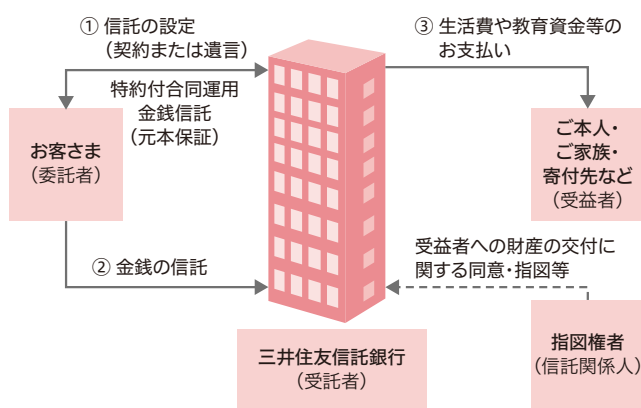 ① 信託の設定
（契約または遺言）
特約付合同運用
金銭信託
（元本保証）
お客さま
（委託者）
② 金銭の信託
三井住友信託銀行
（受託者）
③ 生活費や教育資金等の
お支払い
ご本人・
ご家族・
寄付先など
（受益者）
受益者への財産の交付に
関する同意・指図等
指図権者
（信託関係人）